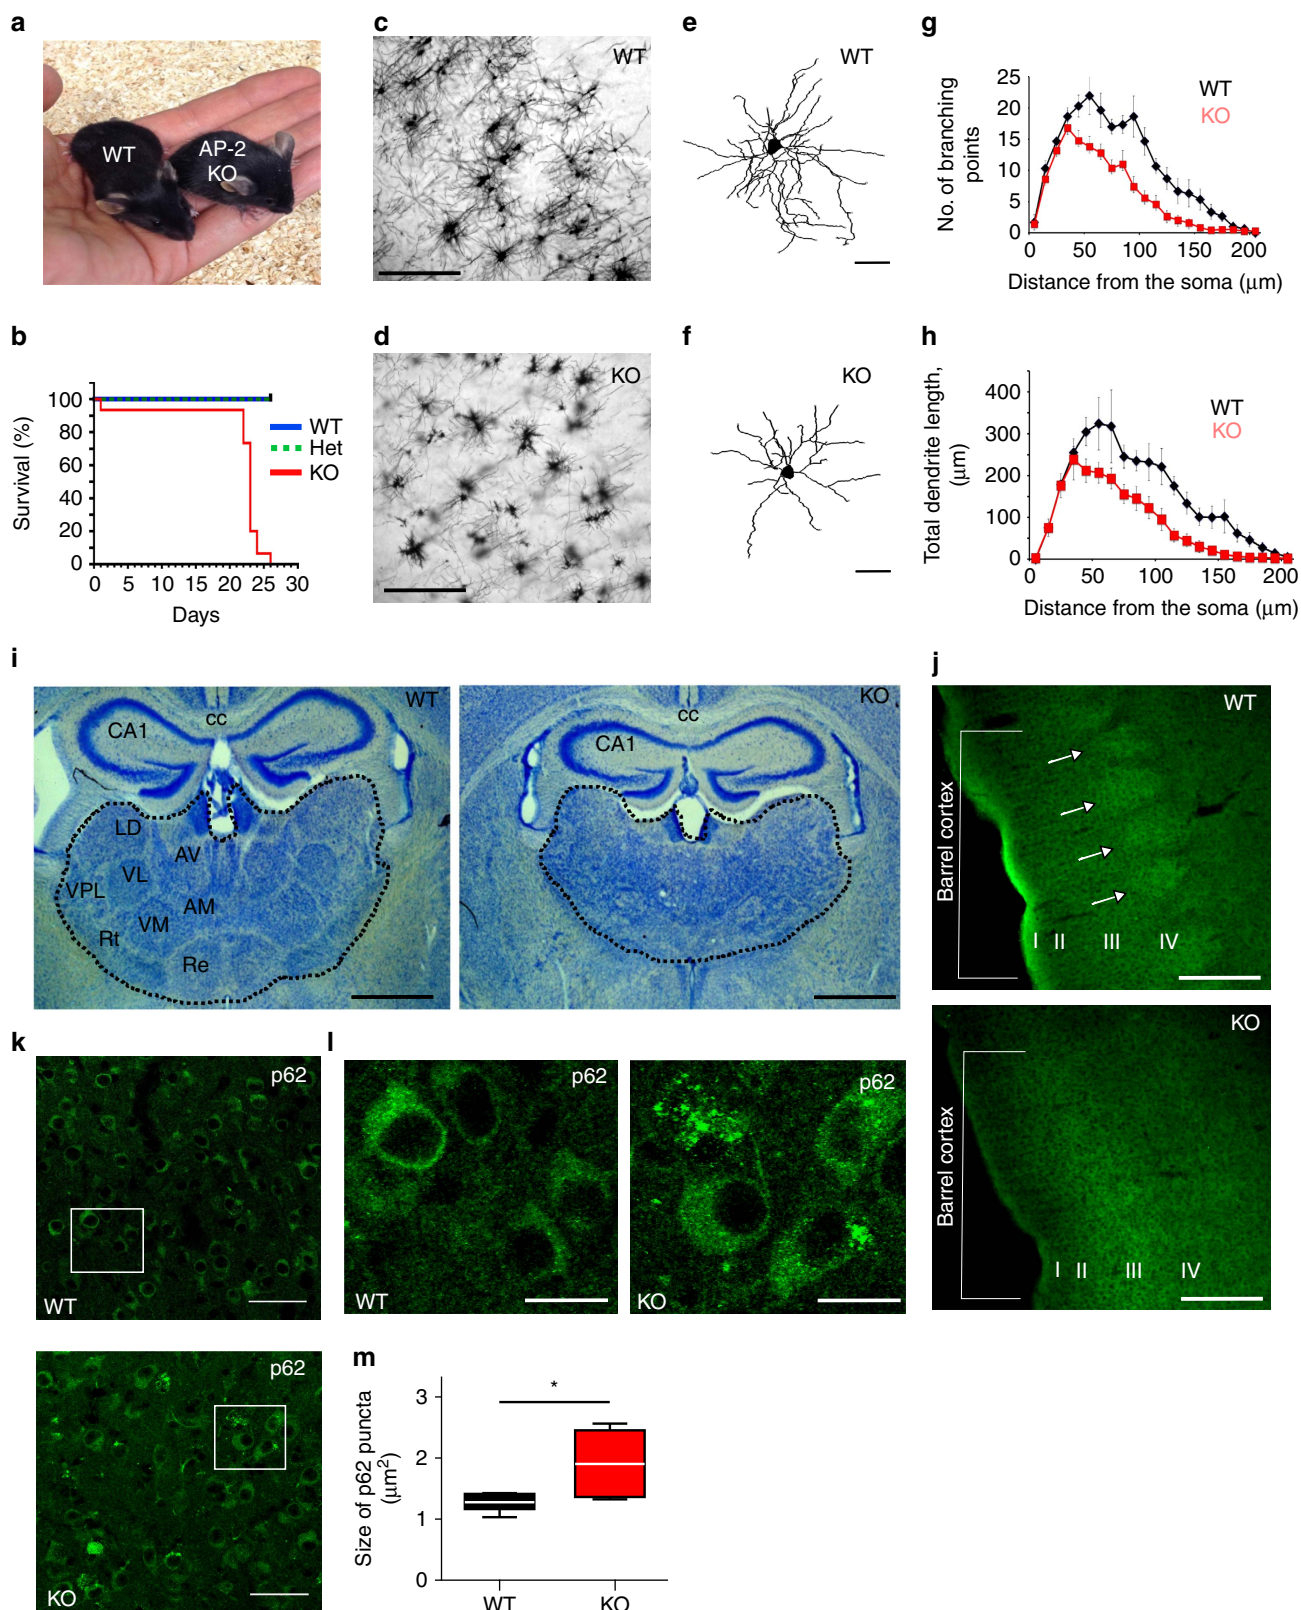 a
WT
AP-2
KO
b
Survival (%)
100
80
60
40
20
0
0 5 10 15 20 25 30
Days
WT
Het
KO
c
WT
d
KO
e
WT
f
KO
g
No. of branching
points
25
20
15
10
5
0
0 50 100 150 200
Distance from the soma (μm)
WT
KO
h
Total dendrite length,
(μm)
400
300
200
100
0
0 50 100 150 200
Distance from the soma (μm)
WT
KO
i
WT
CA1
cc
LD
AV
VL
VPL
AM
VM
Rt
Re
KO
cc
CA1
j
WT
Barrel cortex
I II III IV
KO
Barrel cortex
I II III IV
k
p62
WT
p62
KO
l
p62
WT
p62
KO
m
Size of p62 puncta
(μm²)
3
2
1
0
*
WT KO